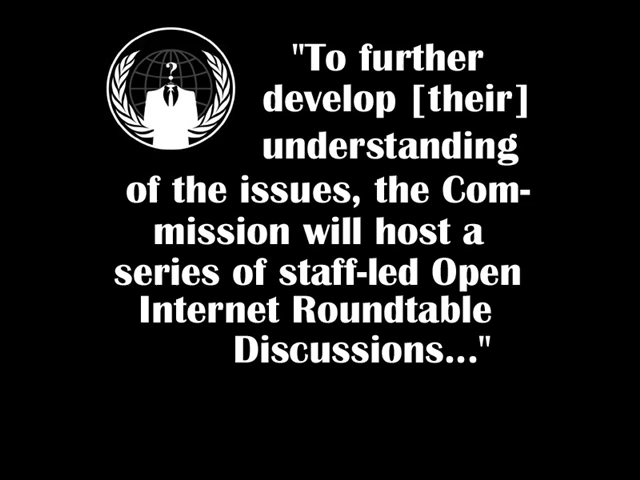 ?
"To further
develop [their]
understanding
of the issues, the Com-
mission will host a
series of staff-led Open
Internet Roundtable
Discussions..."